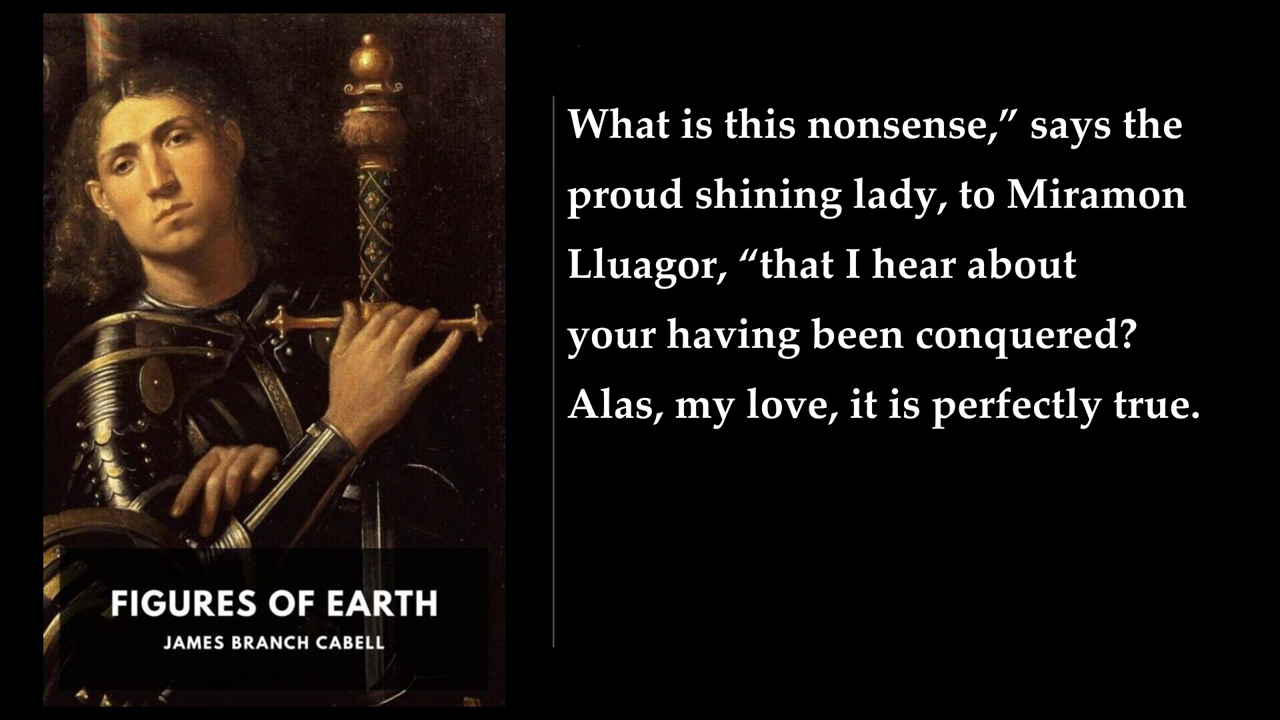 What is this nonsense,” says the
proud shining lady, to Miramon
Lluagor, “that I hear about
your having been conquered?
Alas, my love, it is perfectly true.
FIGURES OF EARTH
JAMES BRANCH CABELL